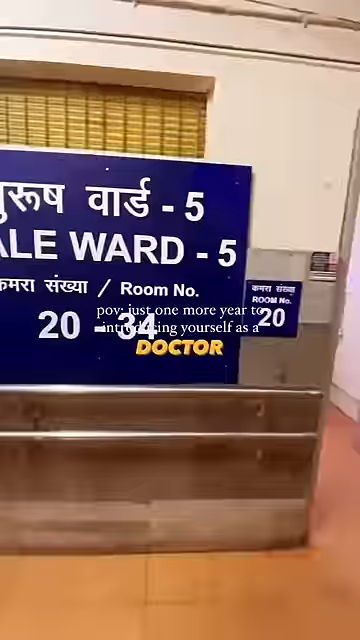 पुरूष वार्ड - 5
ALE WARD - 5
कमरा संख्या / Room No.
20 - 34
कमरा संख्या
ROOM No.
20
pov: just one more year to
introducing yourself as a
DOCTOR